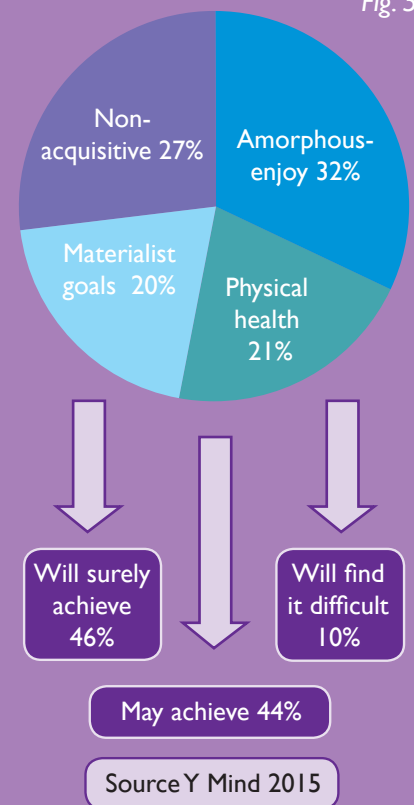 Fig. 3
Non-
acquisitive 27%
Amorphous-
enjoy 32%
Materialist
goals 20%
Physical
health
21%
Will surely
achieve
46%
Will find
it difficult
10%
May achieve 44%
Source Y Mind 2015